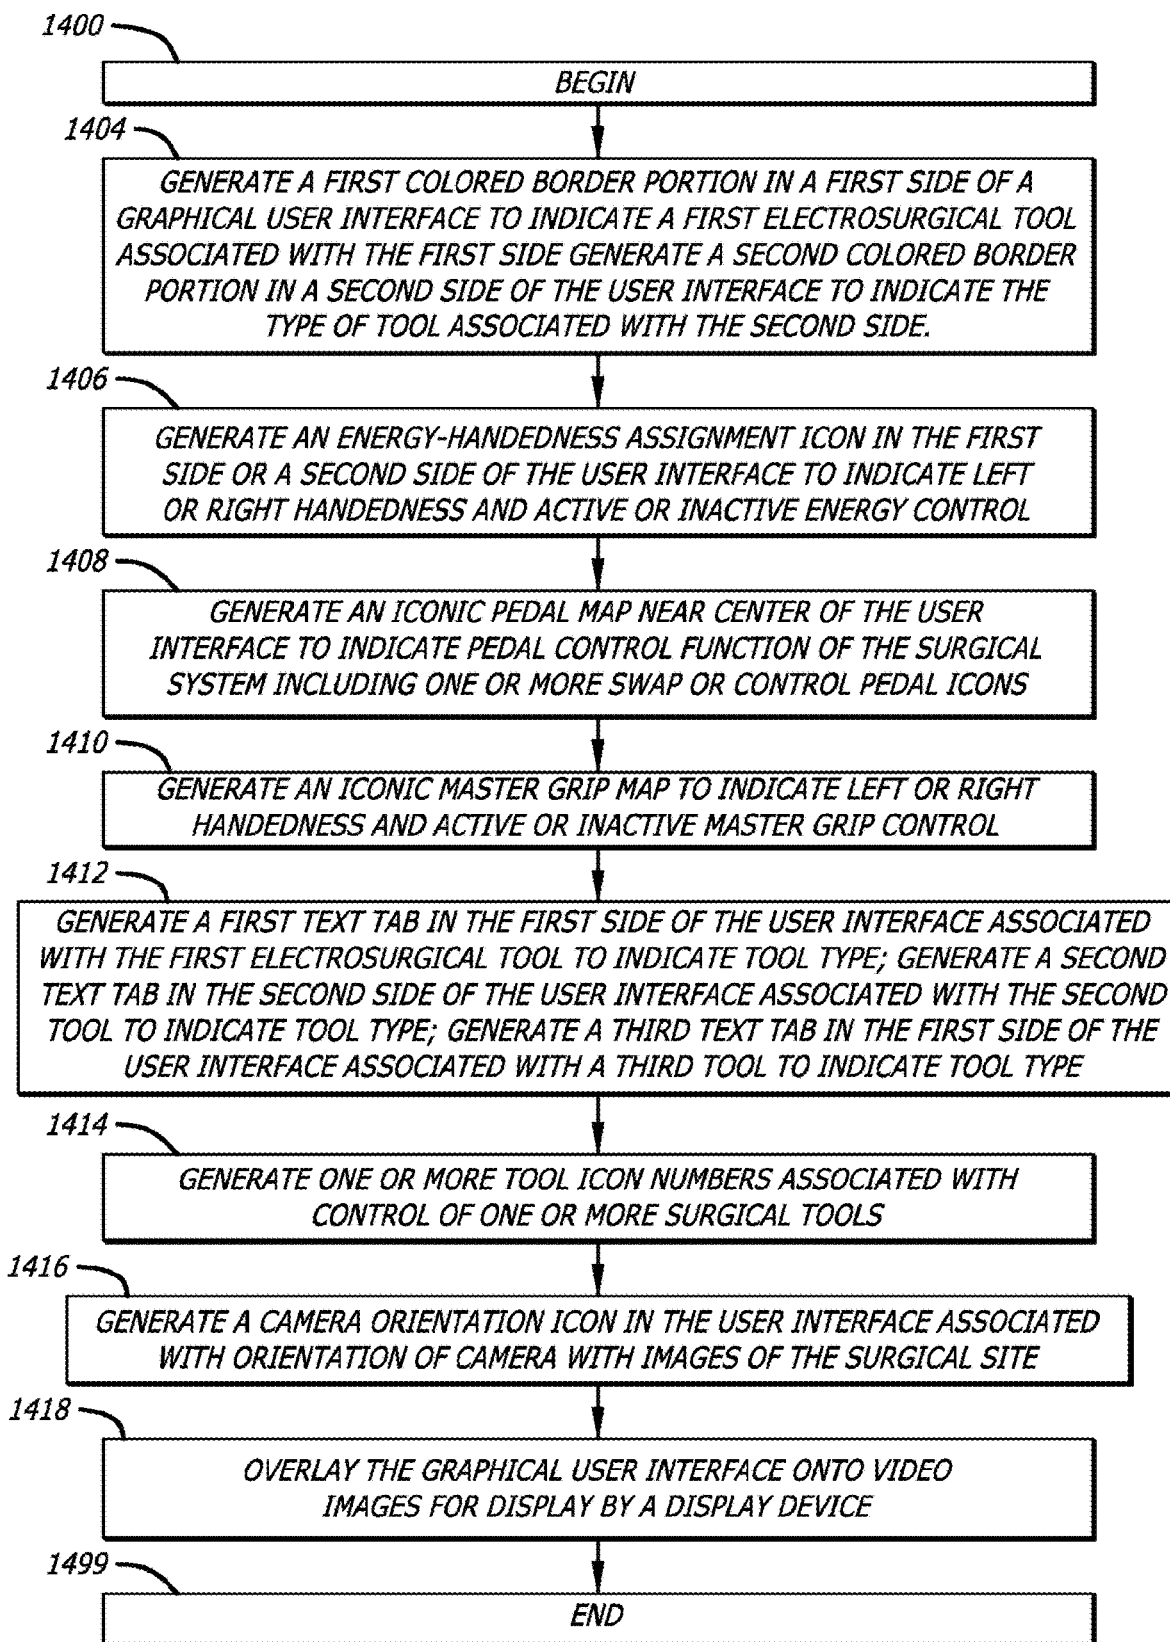 1400
BEGIN
1404
GENERATE A FIRST COLORED BORDER PORTION IN A FIRST SIDE OF A
GRAPHICAL USER INTERFACE TO INDICATE A FIRST ELECTROSURGICAL TOOL
ASSOCIATED WITH THE FIRST SIDE GENERATE A SECOND COLORED BORDER
PORTION IN A SECOND SIDE OF THE USER INTERFACE TO INDICATE THE
TYPE OF TOOL ASSOCIATED WITH THE SECOND SIDE.
1406
GENERATE AN ENERGY-HANDEDNESS ASSIGNMENT ICON IN THE FIRST
SIDE OR A SECOND SIDE OF THE USER INTERFACE TO INDICATE LEFT
OR RIGHT HANDEDNESS AND ACTIVE OR INACTIVE ENERGY CONTROL
1408
GENERATE AN ICONIC PEDAL MAP NEAR CENTER OF THE USER
INTERFACE TO INDICATE PEDAL CONTROL FUNCTION OF THE SURGICAL
SYSTEM INCLUDING ONE OR MORE SWAP OR CONTROL PEDAL ICONS
1410
GENERATE AN ICONIC MASTER GRIP MAP TO INDICATE LEFT OR RIGHT
HANDEDNESS AND ACTIVE OR INACTIVE MASTER GRIP CONTROL
1412
GENERATE A FIRST TEXT TAB IN THE FIRST SIDE OF THE USER INTERFACE ASSOCIATED
WITH THE FIRST ELECTROSURGICAL TOOL TO INDICATE TOOL TYPE; GENERATE A SECOND
TEXT TAB IN THE SECOND SIDE OF THE USER INTERFACE ASSOCIATED WITH THE SECOND
TOOL TO INDICATE TOOL TYPE; GENERATE A THIRD TEXT TAB IN THE FIRST SIDE OF THE
USER INTERFACE ASSOCIATED WITH A THIRD TOOL TO INDICATE TOOL TYPE
1414
GENERATE ONE OR MORE TOOL ICON NUMBERS ASSOCIATED WITH
CONTROL OF ONE OR MORE SURGICAL TOOLS
1416
GENERATE A CAMERA ORIENTATION ICON IN THE USER INTERFACE ASSOCIATED
WITH ORIENTATION OF CAMERA WITH IMAGES OF THE SURGICAL SITE
1418
OVERLAY THE GRAPHICAL USER INTERFACE ONTO VIDEO
IMAGES FOR DISPLAY BY A DISPLAY DEVICE
1499
END